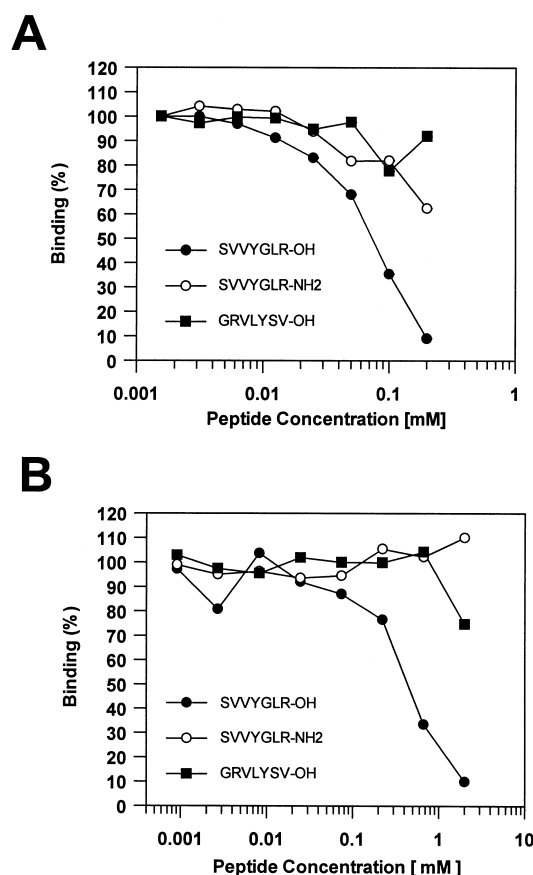 A
120
110
100
90
80
70
60
50
40
30
20
10
0
Binding (%)
SVVYGLR-OH
SVVYGLR-NH2
GRVLYSV-OH
0.001 0.01 0.1 1
Peptide Concentration [mM]
B
120
110
100
90
80
70
60
50
40
30
20
10
0
Binding (%)
SVVYGLR-OH
SVVYGLR-NH2
GRVLYSV-OH
0.001 0.01 0.1 1 10
Peptide Concentration [ mM ]